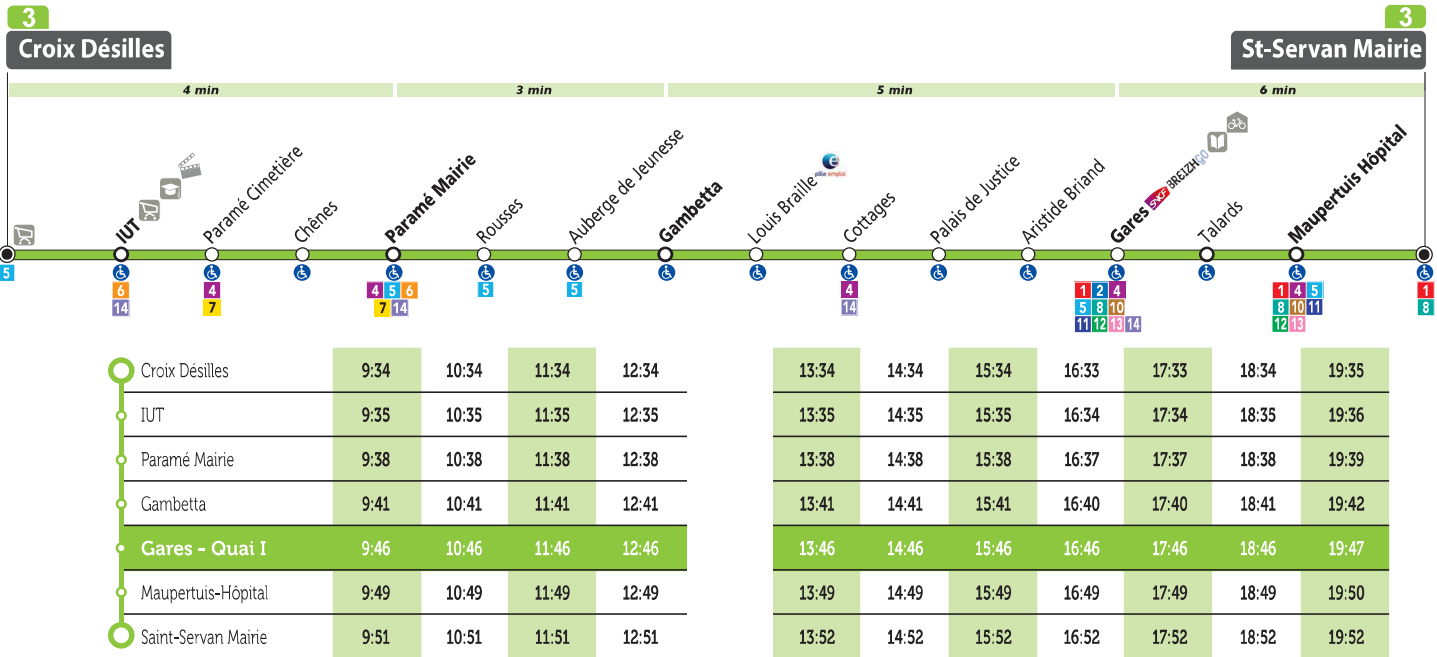 3
3
Croix Désilles
St-Servan Mairie
4 min 3 min 5 min 6 min
IUT
Paramé Cimetière
Chênes
Paramé Mairie
Rousses
Auberge de Jeunesse
Gambetta
Louis Braille
pôle emploi
Cottages
Palais de Justice
Aristide Briand
Gares SNCF BREIZHGO
Talards
Maupertuis Hôpital
5
6
14
4
7
4 5 6
7 14
5
5
4
14
1 2 4
5 8 10
11 12 13 14
1 4 5
8 10 11
12 13
1
8
Croix Désilles 9:34 10:34 11:34 12:34 13:34 14:34 15:34 16:33 17:33 18:34 19:35
IUT 9:35 10:35 11:35 12:35 13:35 14:35 15:35 16:34 17:34 18:35 19:36
Paramé Mairie 9:38 10:38 11:38 12:38 13:38 14:38 15:38 16:37 17:37 18:38 19:39
Gambetta 9:41 10:41 11:41 12:41 13:41 14:41 15:41 16:40 17:40 18:41 19:42
Gares - Quai I 9:46 10:46 11:46 12:46 13:46 14:46 15:46 16:46 17:46 18:46 19:47
Maupertuis-Hôpital 9:49 10:49 11:49 12:49 13:49 14:49 15:49 16:49 17:49 18:49 19:50
Saint-Servan Mairie 9:51 10:51 11:51 12:51 13:52 14:52 15:52 16:52 17:52 18:52 19:52